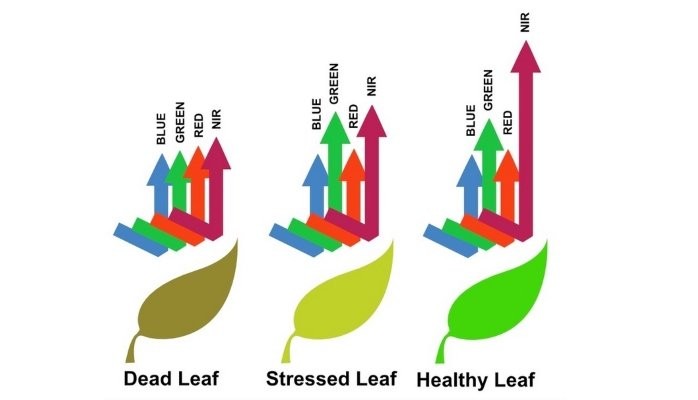 BLUE
GREEN
RED
NIR
BLUE
GREEN
RED
NIR
BLUE
GREEN
RED
NIR
Dead Leaf
Stressed Leaf
Healthy Leaf